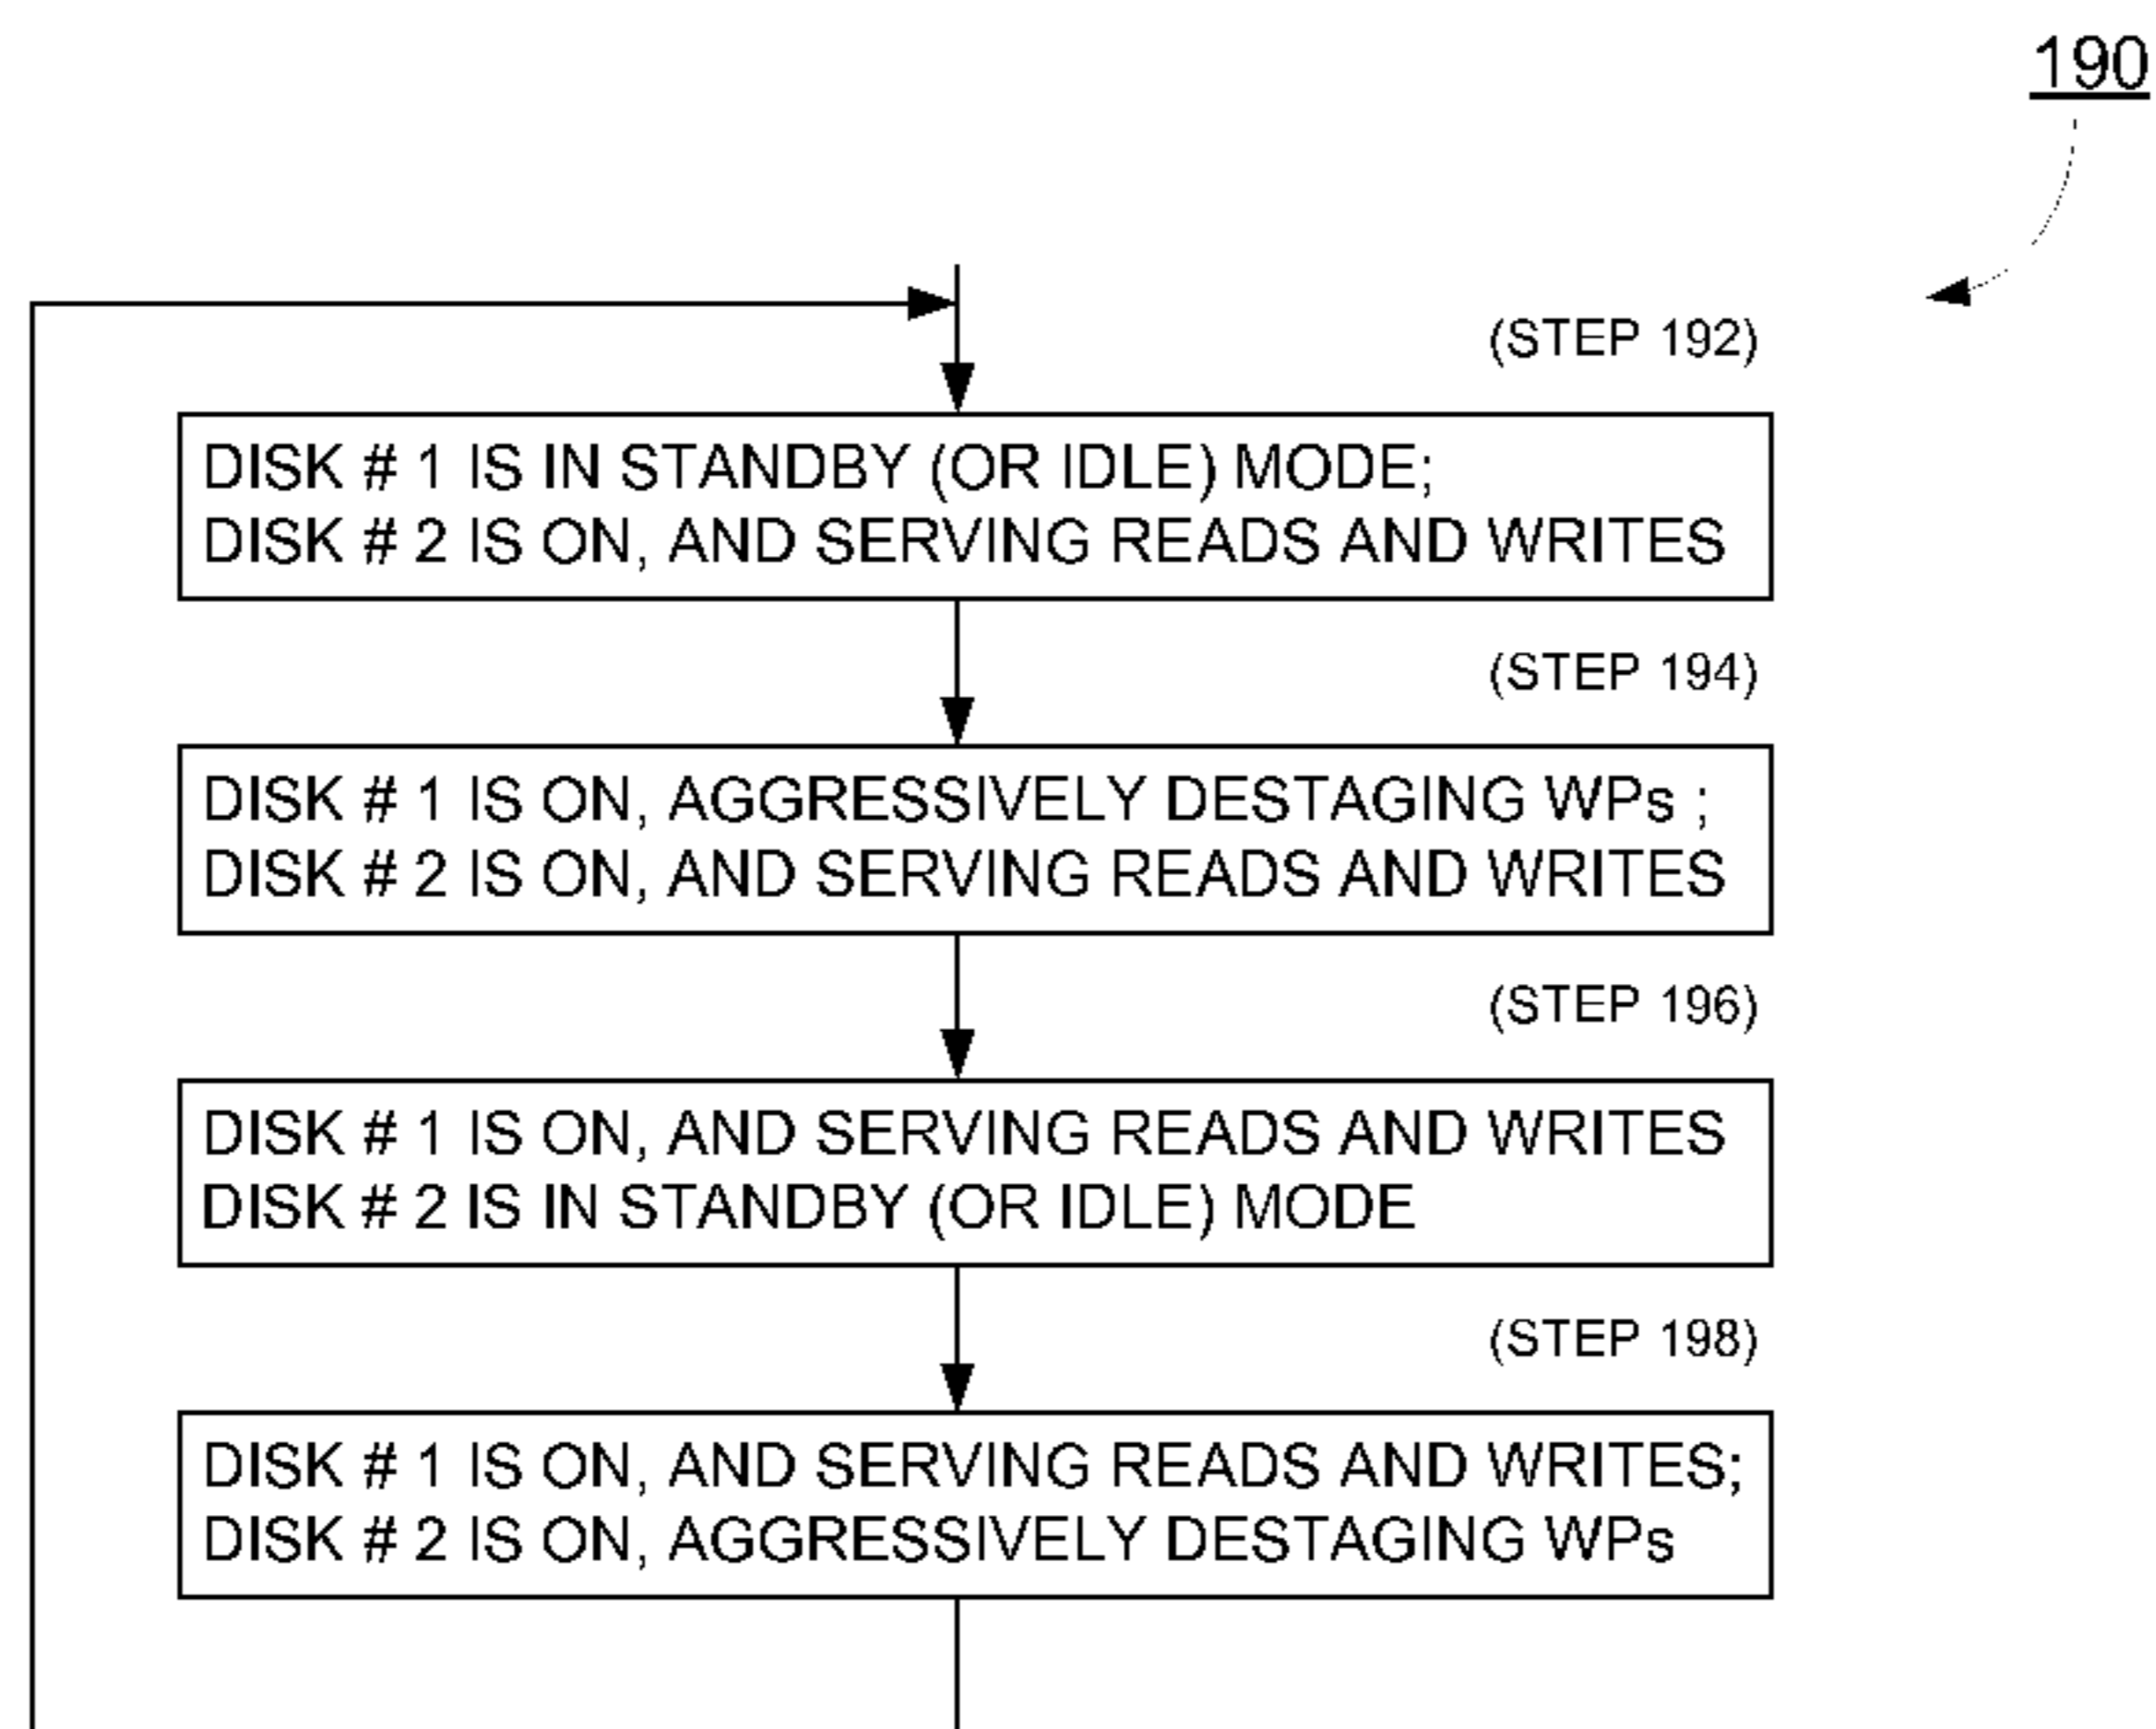 190
(STEP 192)
DISK # 1 IS IN STANDBY (OR IDLE) MODE;
DISK # 2 IS ON, AND SERVING READS AND WRITES
(STEP 194)
DISK # 1 IS ON, AGGRESSIVELY DESTAGING WPs ;
DISK # 2 IS ON, AND SERVING READS AND WRITES
(STEP 196)
DISK # 1 IS ON, AND SERVING READS AND WRITES
DISK # 2 IS IN STANDBY (OR IDLE) MODE
(STEP 198)
DISK # 1 IS ON, AND SERVING READS AND WRITES;
DISK # 2 IS ON, AGGRESSIVELY DESTAGING WPs